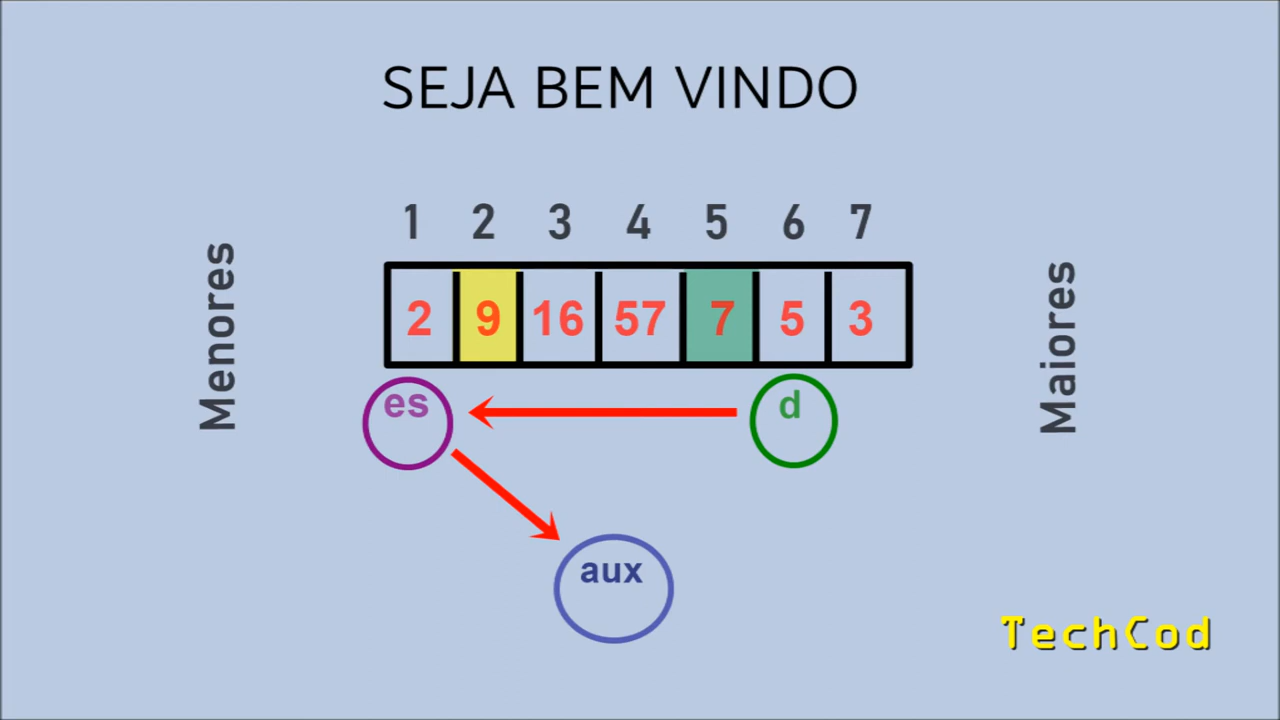 SEJA BEM VINDO
1 2 3 4 5 6 7
Menores
2 9 16 57 7 5 3
Maiores
es
d
aux
TechCod